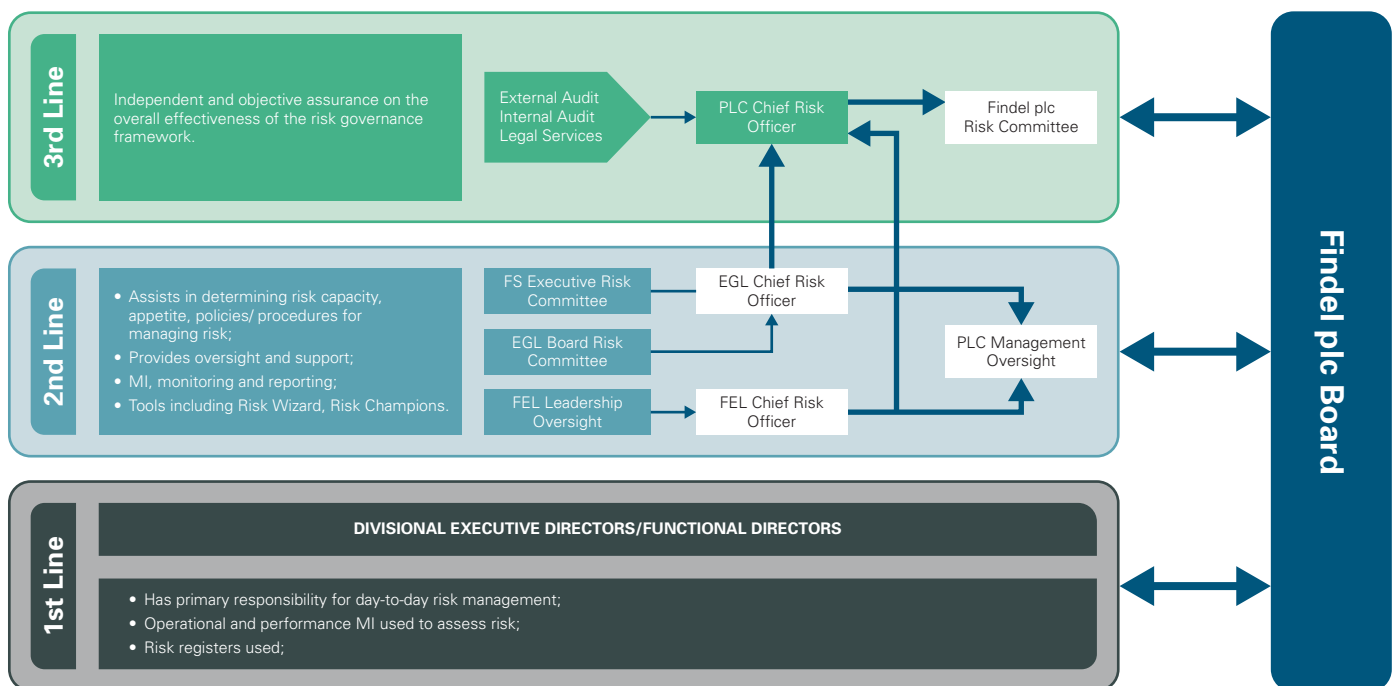 3rd Line
Independent and objective assurance on the
overall effectiveness of the risk governance
framework.
External Audit
Internal Audit
Legal Services
PLC Chief Risk
Officer
Findel plc
Risk Committee
2nd Line
• Assists in determining risk capacity,
appetite, policies/ procedures for
managing risk;
• Provides oversight and support;
• MI, monitoring and reporting;
• Tools including Risk Wizard, Risk Champions.
FS Executive Risk
Committee
EGL Board Risk
Committee
FEL Leadership
Oversight
EGL Chief Risk
Officer
FEL Chief Risk
Officer
PLC Management
Oversight
1st Line
DIVISIONAL EXECUTIVE DIRECTORS/FUNCTIONAL DIRECTORS
• Has primary responsibility for day-to-day risk management;
• Operational and performance MI used to assess risk;
• Risk registers used;
Findel plc Board